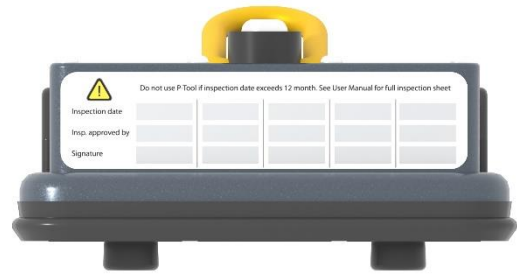 Do not use P Tool if inspection date exceeds 12 month. See User Manual for full inspection sheet
Inspection date
Insp. approved by
Signature